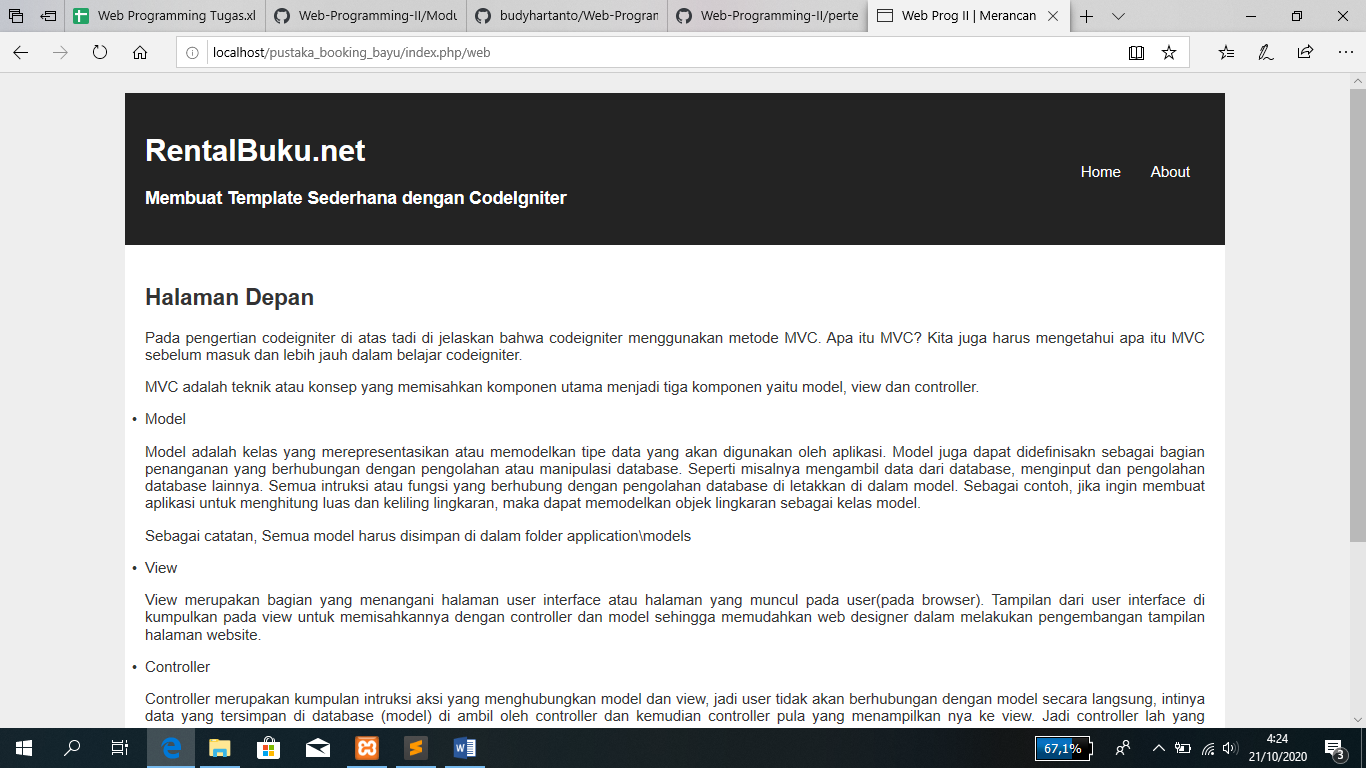 Web Programming Tugas.xl
Web-Programming-II/Modu
budyhartanto/Web-Program
Web-Programming-II/perte
Web Prog II | Merancan
localhost/pustaka_booking_bayu/index.php/web
RentalBuku.net
Home
About
Membuat Template Sederhana dengan CodeIgniter
Halaman Depan
Pada pengertian codeigniter di atas tadi di jelaskan bahwa codeigniter menggunakan metode MVC. Apa itu MVC? Kita juga harus mengetahui apa itu MVC
sebelum masuk dan lebih jauh dalam belajar codeigniter.
MVC adalah teknik atau konsep yang memisahkan komponen utama menjadi tiga komponen yaitu model, view dan controller.
• Model
Model adalah kelas yang merepresentasikan atau memodelkan tipe data yang akan digunakan oleh aplikasi. Model juga dapat didefinisakn sebagai bagian
penanganan yang berhubungan dengan pengolahan atau manipulasi database. Seperti misalnya mengambil data dari database, menginput dan pengolahan
database lainnya. Semua intruksi atau fungsi yang berhubung dengan pengolahan database di letakkan di dalam model. Sebagai contoh, jika ingin membuat
aplikasi untuk menghitung luas dan keliling lingkaran, maka dapat memodelkan objek lingkaran sebagai kelas model.
Sebagai catatan, Semua model harus disimpan di dalam folder application\models
• View
View merupakan bagian yang menangani halaman user interface atau halaman yang muncul pada user(pada browser). Tampilan dari user interface di
kumpulkan pada view untuk memisahkannya dengan controller dan model sehingga memudahkan web designer dalam melakukan pengembangan tampilan
halaman website.
• Controller
Controller merupakan kumpulan intruksi aksi yang menghubungkan model dan view, jadi user tidak akan berhubungan dengan model secara langsung, intinya
data yang tersimpan di database (model) di ambil oleh controller dan kemudian controller pula yang menampilkan nya ke view. Jadi controller lah yang
67,1%
4:24
21/10/2020
3